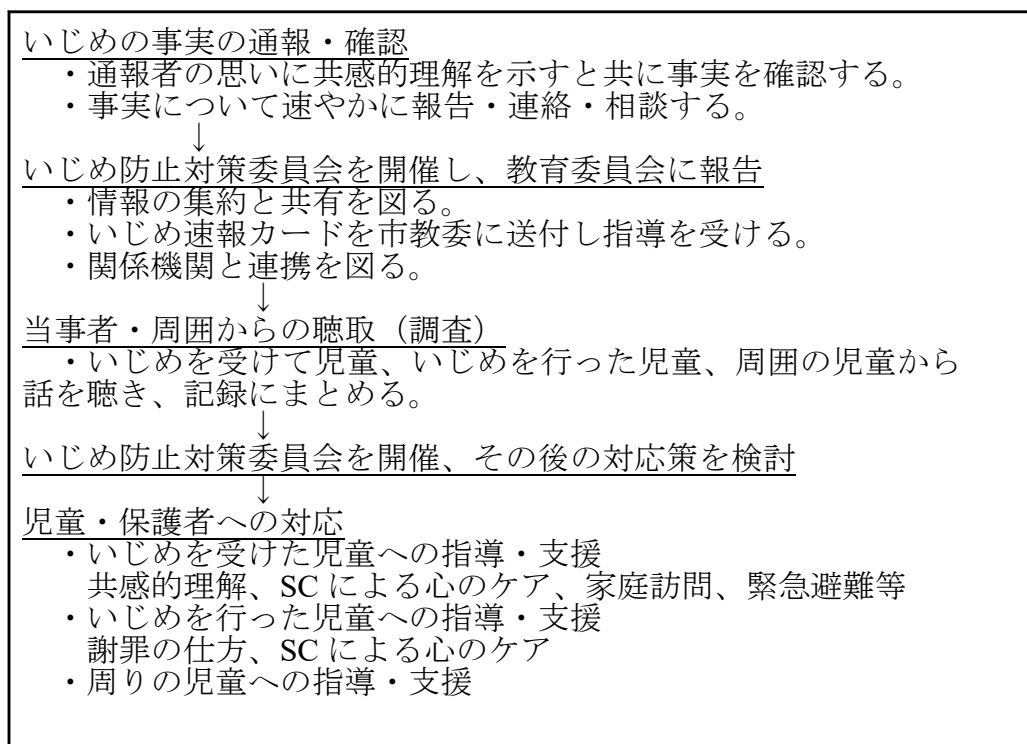 いじめの事実の通報・確認
・通報者の思いに共感的理解を示すと共に事実を確認する。
・事実について速やかに報告・連絡・相談する。
↓
いじめ防止対策委員会を開催し、教育委員会に報告
・情報の集約と共有を図る。
・いじめ速報カードを市教委に送付し指導を受ける。
・関係機関と連携を図る。
↓
当事者・周囲からの聴取（調査）
・いじめを受けて児童、いじめを行った児童、周囲の児童から
話を聴き、記録にまとめる。
↓
いじめ防止対策委員会を開催、その後の対応策を検討
↓
児童・保護者への対応
・いじめを受けた児童への指導・支援
共感的理解、SCによる心のケア、家庭訪問、緊急避難等
・いじめを行った児童への指導・支援
謝罪の仕方、SCによる心のケア
・周りの児童への指導・支援